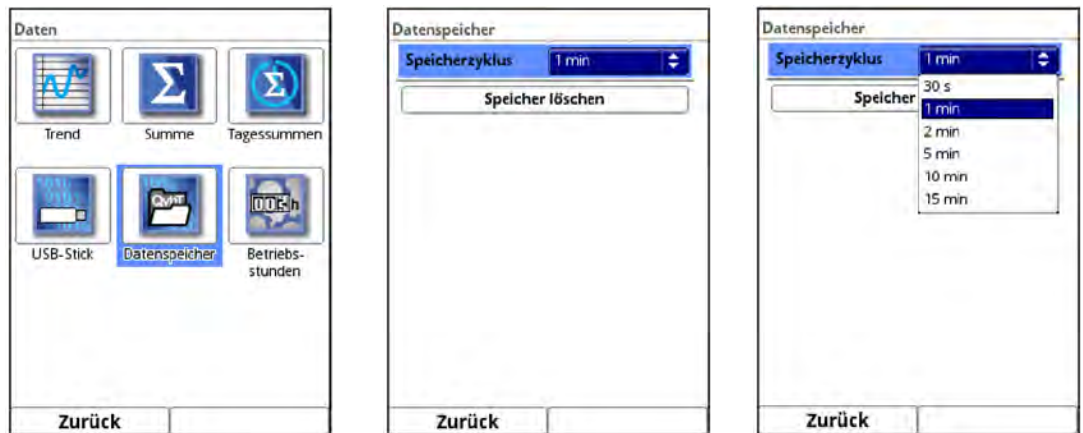 Daten
Trend
Summe
Tagessummen
USB-Stick
Datenspeicher
Betriebs-
stunden
Zurück
Datenspeicher
Speicherzyklus
1 min
Speicher löschen
Zurück
Datenspeicher
Speicherzyklus
1 min
Speicher
30 s
1 min
2 min
5 min
10 min
15 min
Zurück